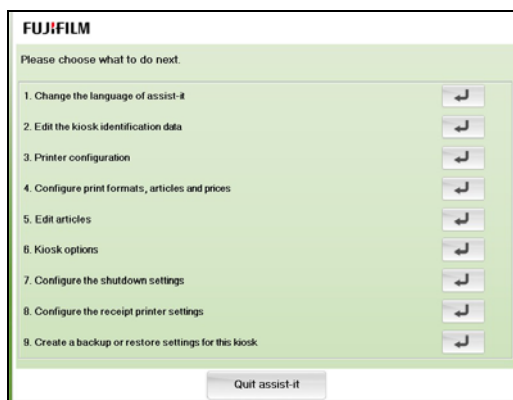 FUJIFILM
Please choose what to do next.
1. Change the language of assist-it
2. Edit the kiosk identification data
3. Printer configuration
4. Configure print formats, articles and prices
5. Edit articles
6. Kiosk options
7. Configure the shutdown settings
8. Configure the receipt printer settings
9. Create a backup or restore settings for this kiosk
Quit assist-it